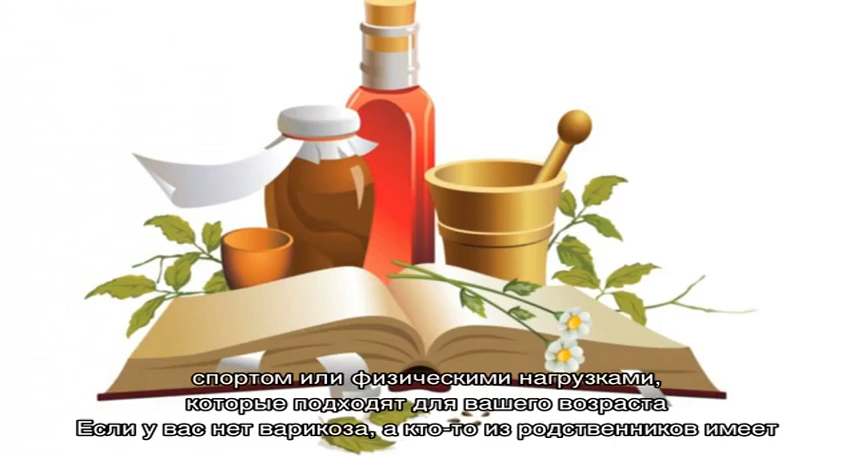 спортом или физическими нагрузками,
которые подходят для вашего возраста
Если у вас нет варикоза, а кто-то из родственников имеет